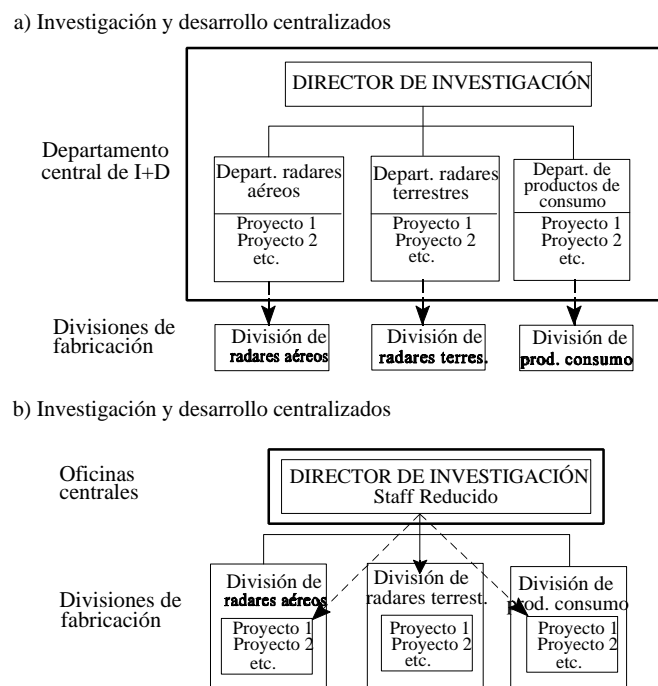 a) Investigación y desarrollo centralizados
DIRECTOR DE INVESTIGACIÓN
Departamento
central de I+D
Depart. radares
aéreos
Proyecto 1
Proyecto 2
etc.
Depart. radares
terrestres
Proyecto 1
Proyecto 2
etc.
Depart. de
productos de
consumo
Proyecto 1
Proyecto 2
etc.
Divisiones de
fabricación
División de
radares aéreos
División de
radares terres.
División de
prod. consumo
b) Investigación y desarrollo centralizados
Oficinas
centrales
DIRECTOR DE INVESTIGACIÓN
Staff Reducido
Divisiones de
fabricación
División de
radares aéreos
Proyecto 1
Proyecto 2
etc.
División de
radares terrest.
Proyecto 1
Proyecto 2
etc.
División de
prod. consumo
Proyecto 1
Proyecto 2
etc.